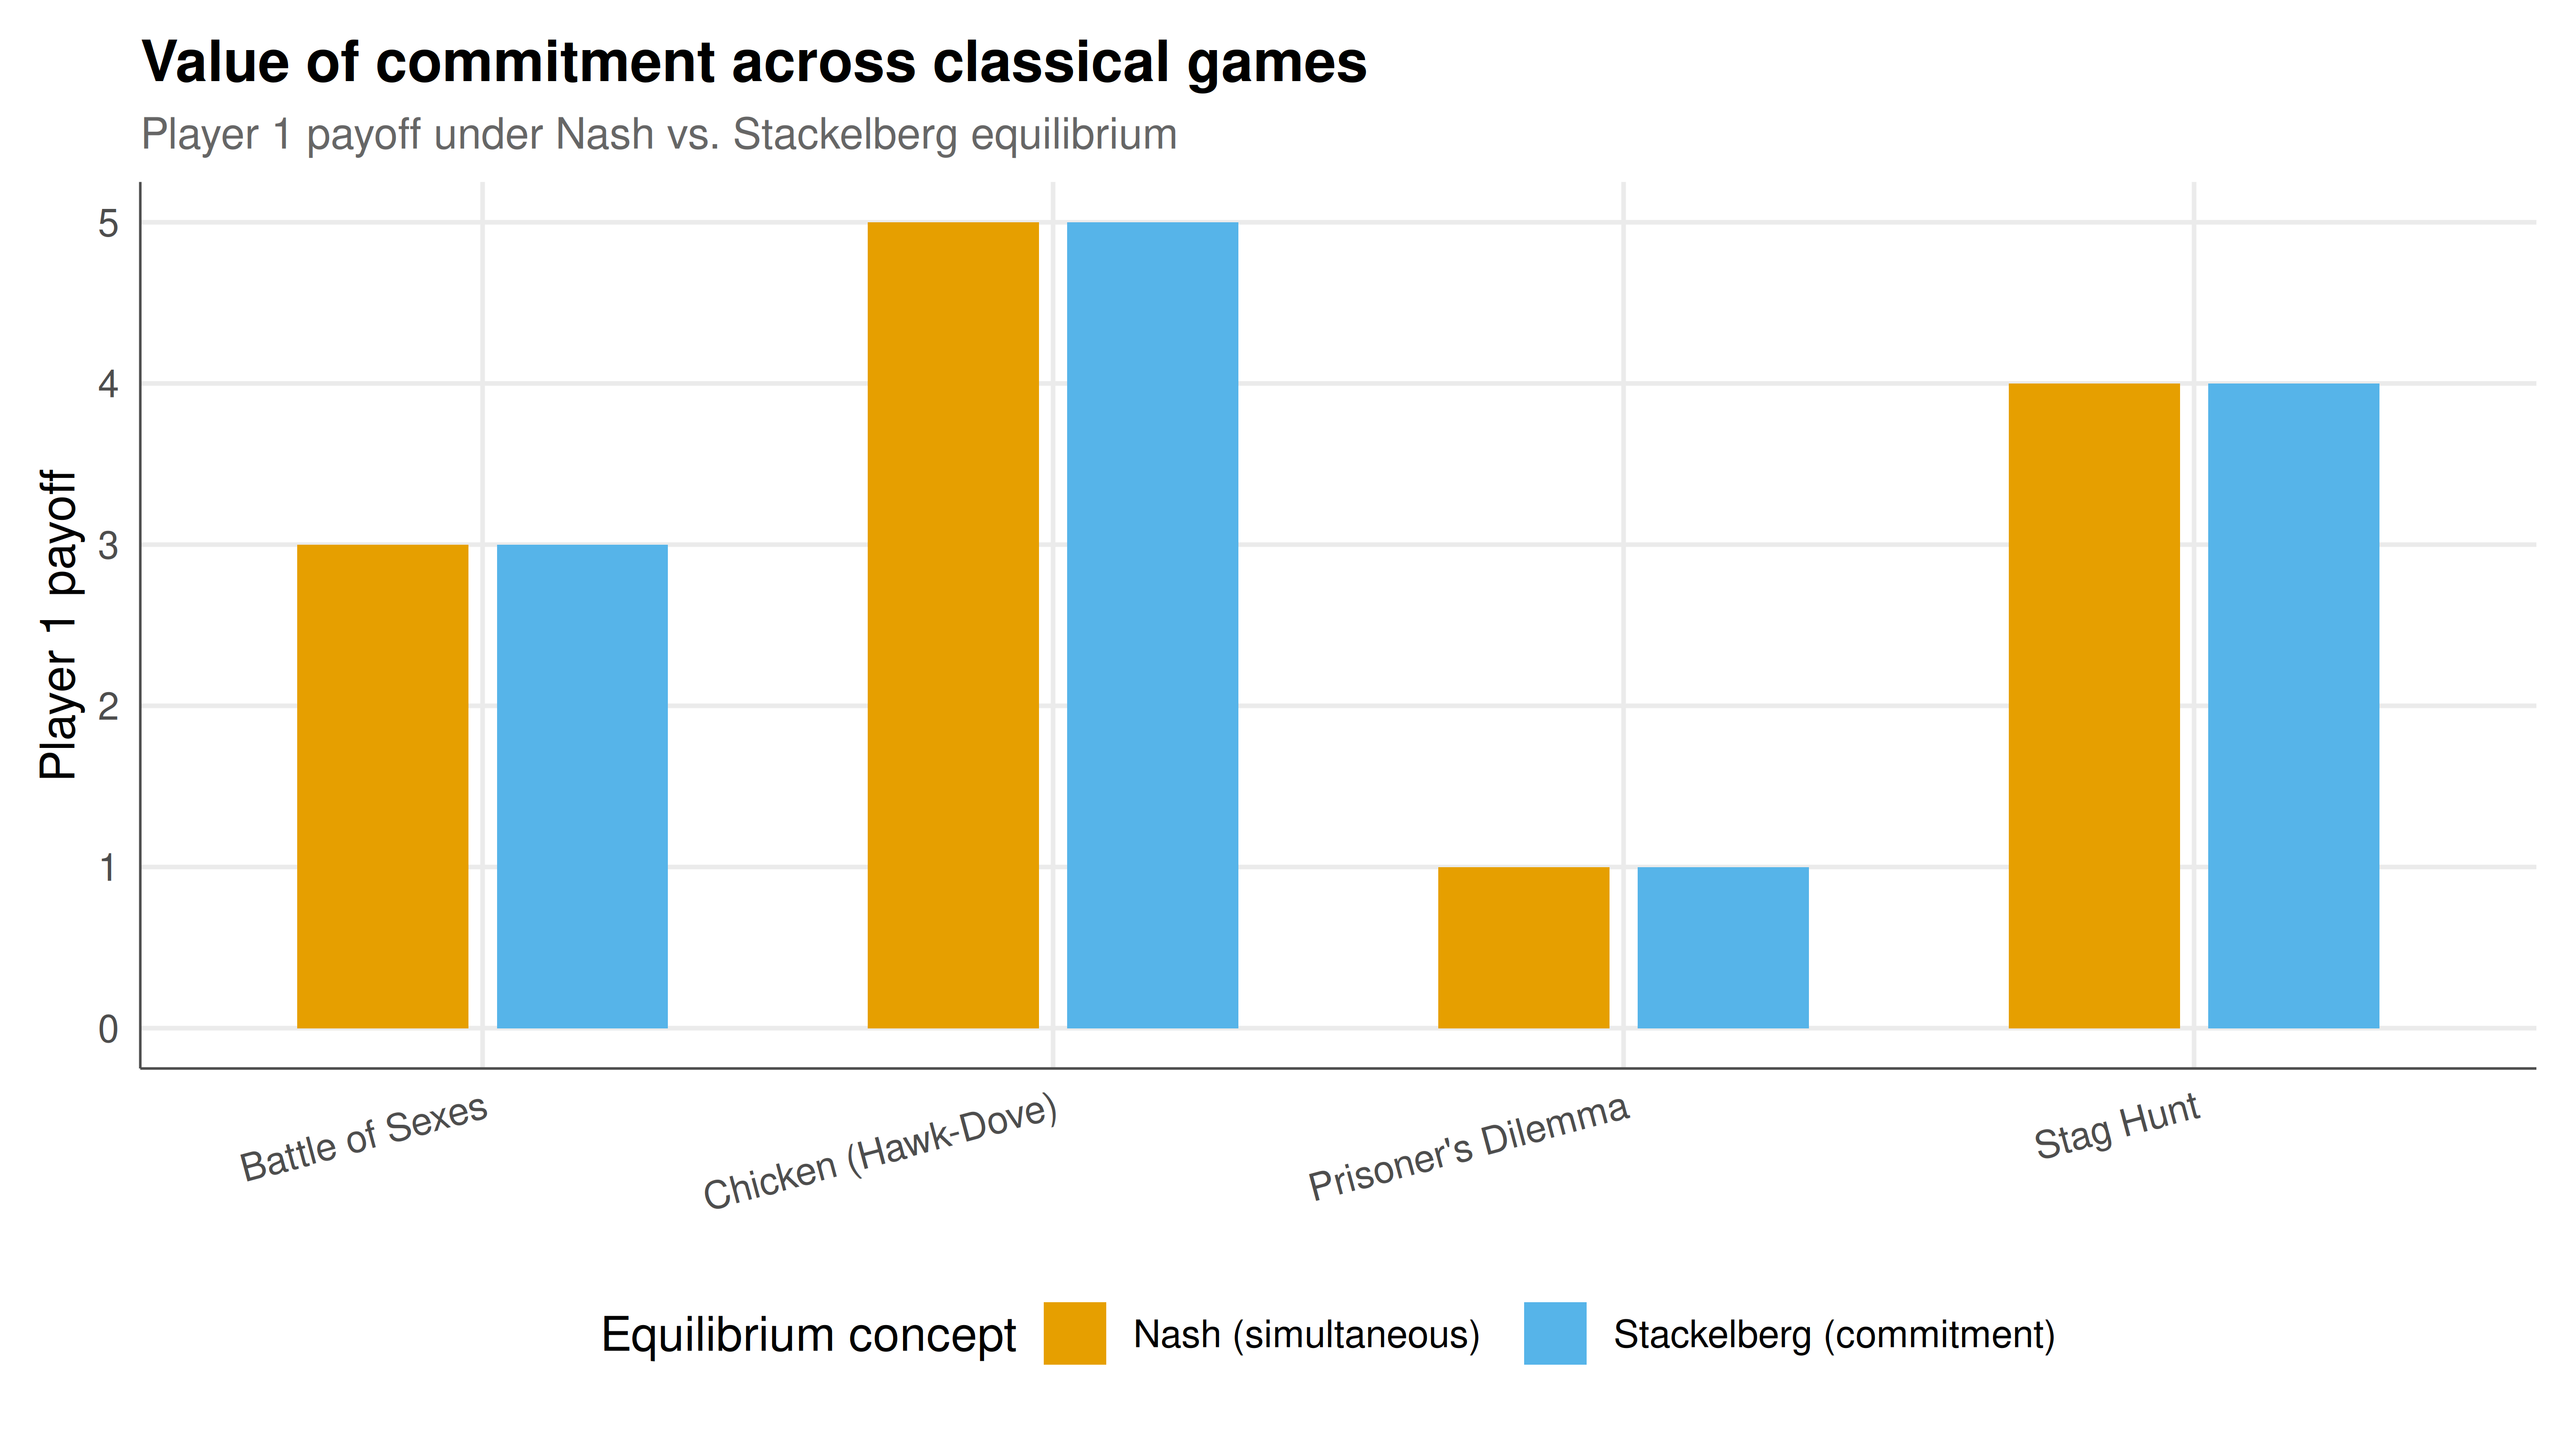 Value of commitment across classical games
Player 1 payoff under Nash vs. Stackelberg equilibrium
Player 1 payoff
5
4
3
2
1
0
Battle of Sexes
Chicken (Hawk-Dove)
Prisoner's Dilemma
Stag Hunt
Equilibrium concept
Nash (simultaneous)
Stackelberg (commitment)